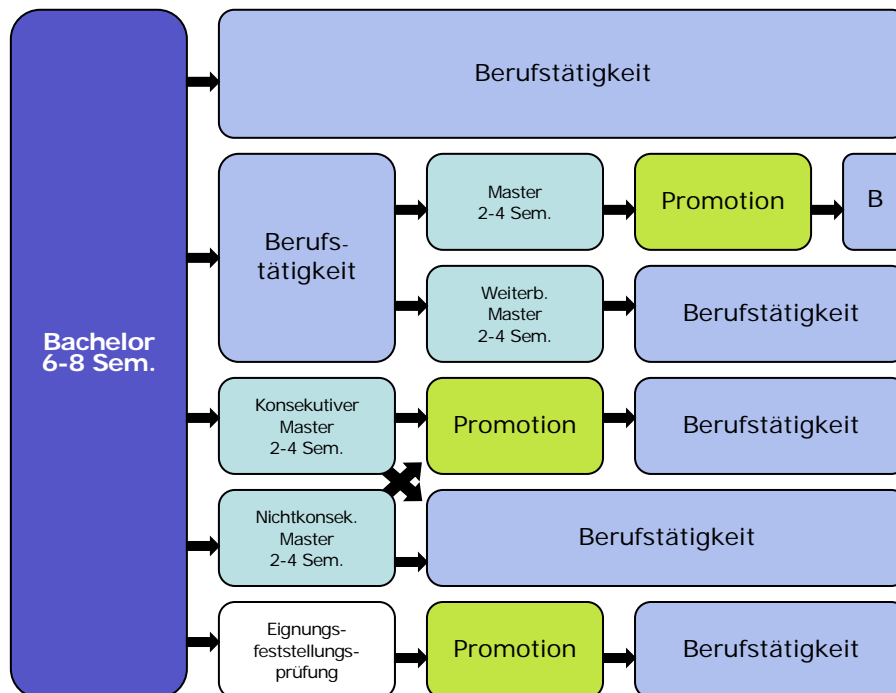 Bachelor
6-8 Sem.
Berufstätigkeit
Berufs-
tätigkeit
Master
2-4 Sem.
Promotion
B
Weiterb.
Master
2-4 Sem.
Berufstätigkeit
Konsekutiver
Master
2-4 Sem.
Promotion
Berufstätigkeit
Nichtkonsek.
Master
2-4 Sem.
Berufstätigkeit
Eignungs-
feststellungs-
prüfung
Promotion
Berufstätigkeit